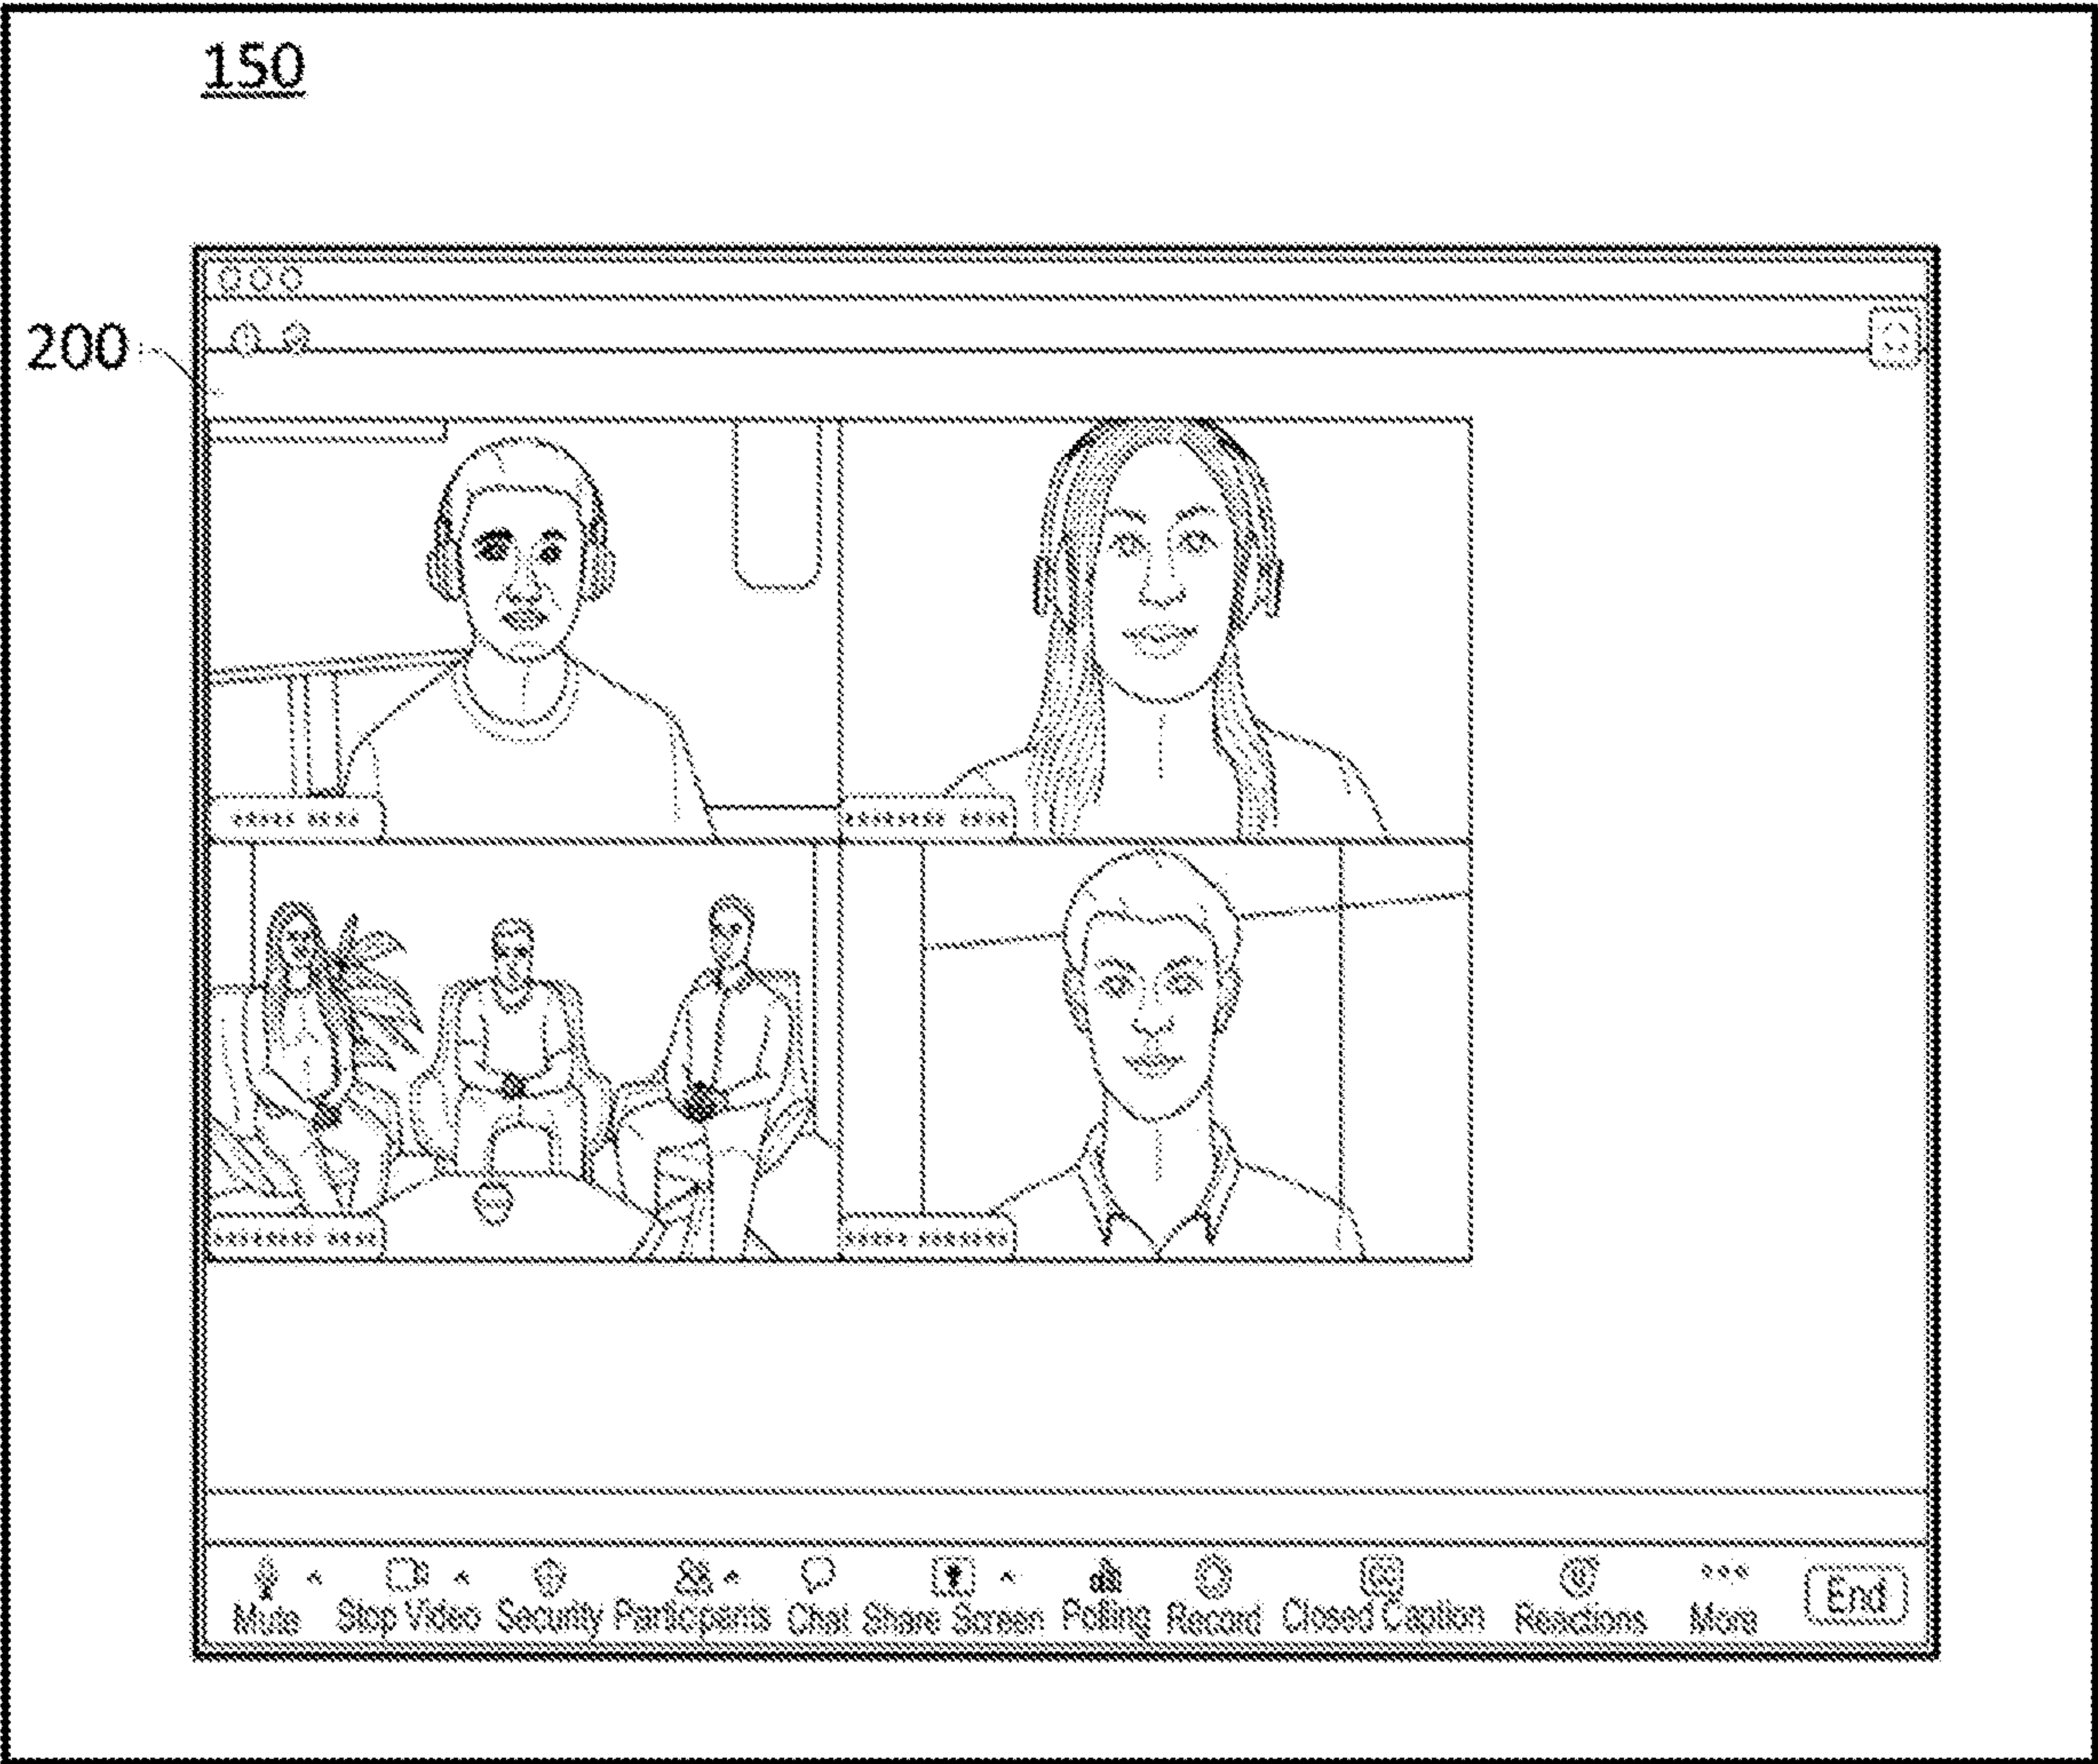 150
200
Mute Stop Video Security Participants Chat Share Screen Polling Record Closed Caption Reactions More End